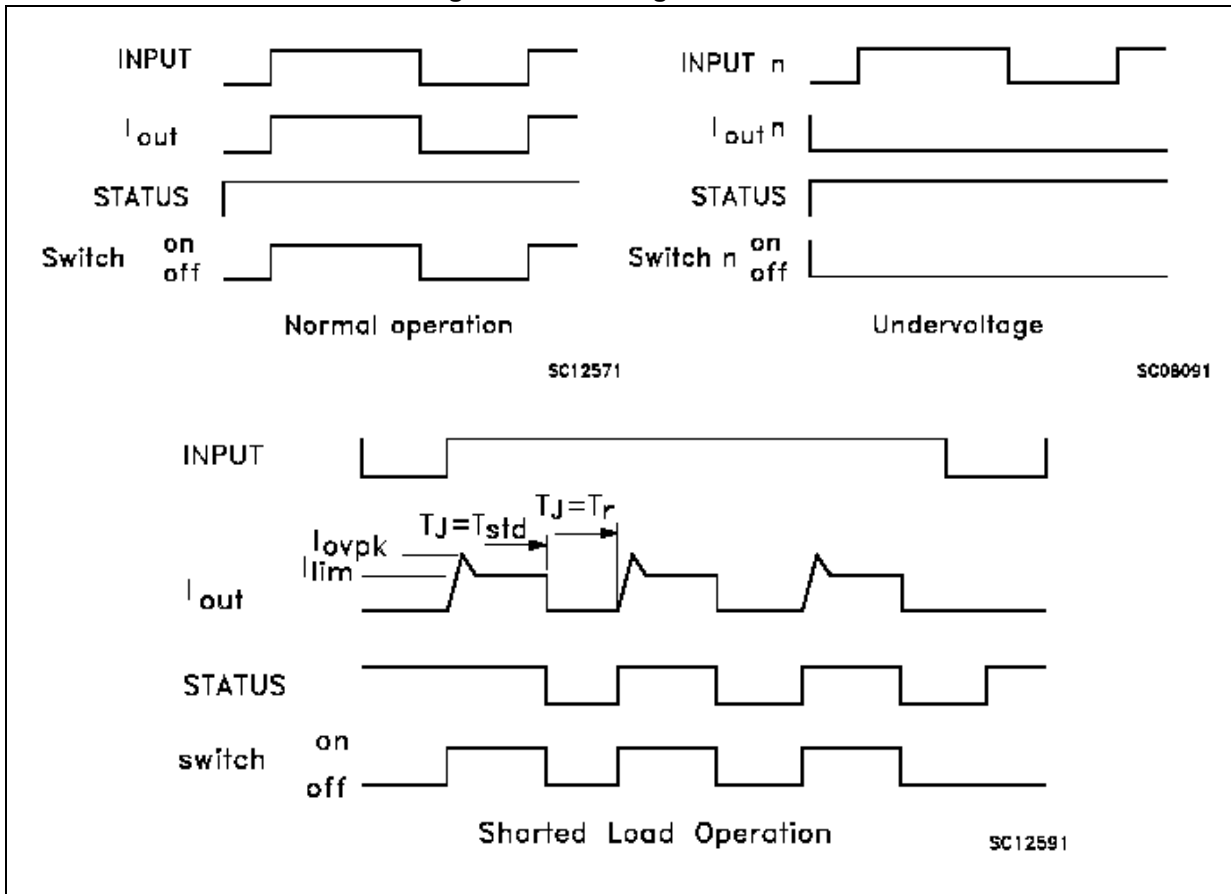 INPUT
I out
STATUS
Switch on
off
Normal operation
SC12571
INPUT n
I out n
STATUS
Switch n on
off
Undervoltage
SC08091
INPUT
TJ=Tstd
TJ=Tr
Iovpk
Ilim
I out
STATUS
switch on
off
Shorted Load Operation
SC12591